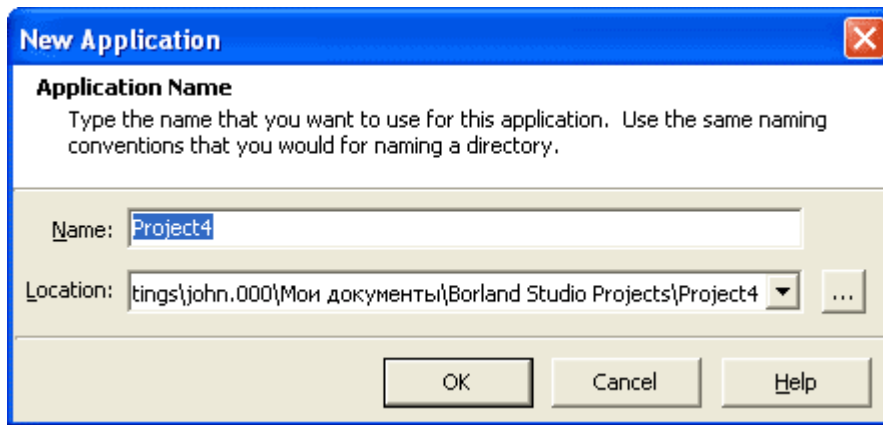 New Application
Application Name
Type the name that you want to use for this application.  Use the same naming
conventions that you would for naming a directory.
Name: Project4
Location: tings\john.000\Мои документы\Borland Studio Projects\Project4 ...
OK Cancel Help